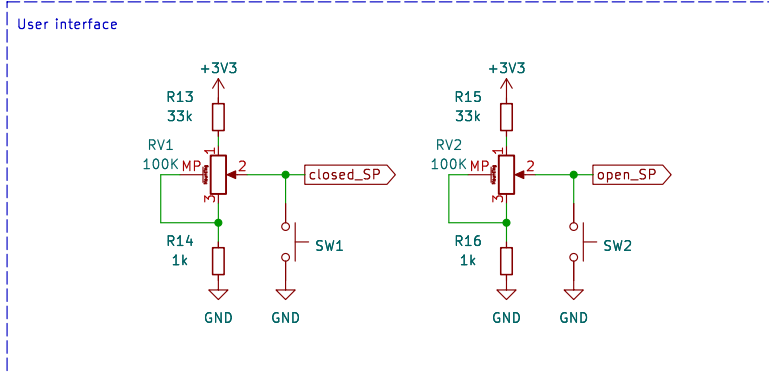 User interface
+3V3
R13
33k
RV1
100K
MP
1
2
3
closed_SP
R14
1k
SW1
GND
GND
+3V3
R15
33k
RV2
100K
MP
1
2
3
open_SP
R16
1k
SW2
GND
GND